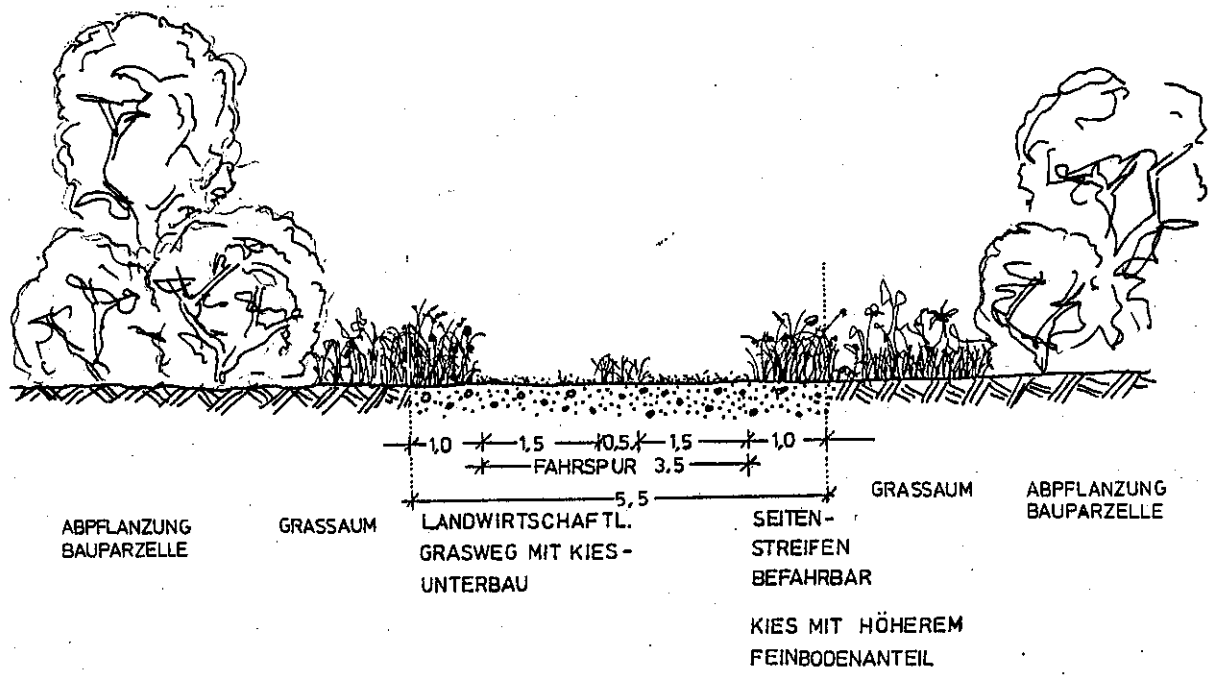 1,0 1,5 0,5 1,5 1,0
FAHRSPUR 3,5
5,5
ABPFLANZUNG
BAUPARZELLE
GRASSAUM
LANDWIRTSCHAFTL.
GRASWEG MIT KIES-
UNTERBAU
SEITEN-
STREIFEN
BEFAHRBAR
KIES MIT HÖHEREM
FEINBODENANTEIL
GRASSAUM
ABPFLANZUNG
BAUPARZELLE